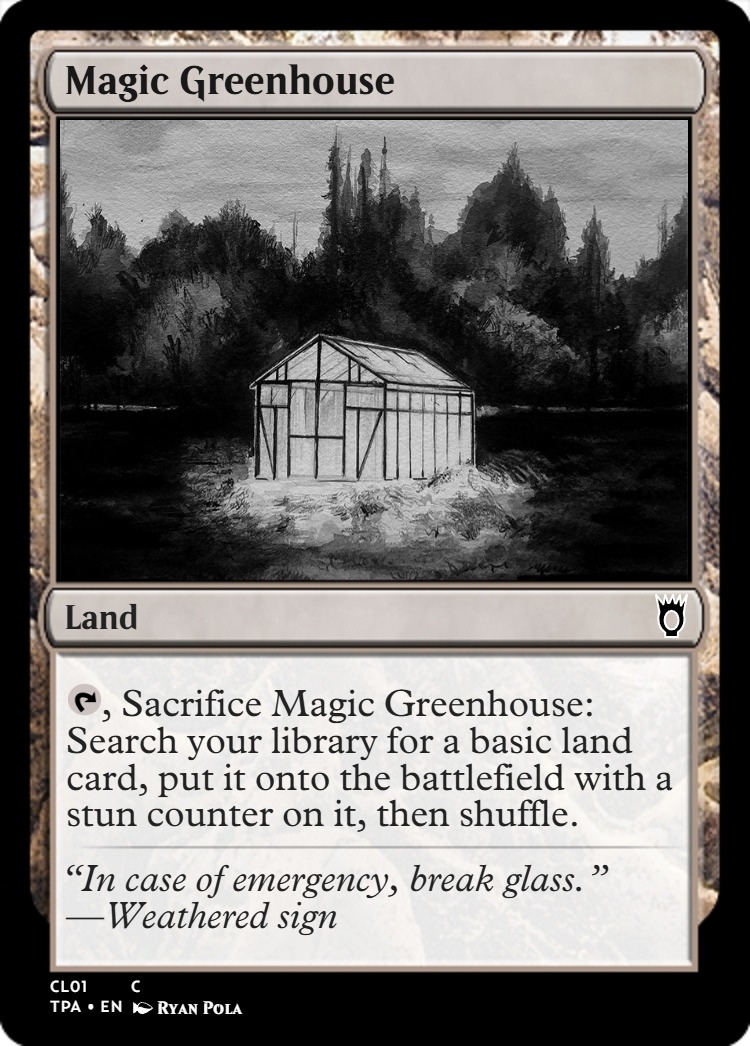 Magic Greenhouse
Land
, Sacrifice Magic Greenhouse:
Search your library for a basic land
card, put it onto the battlefield with a
stun counter on it, then shuffle.
“In case of emergency, break glass.”
—Weathered sign
CL01 C
TPA • EN Ryan Pola